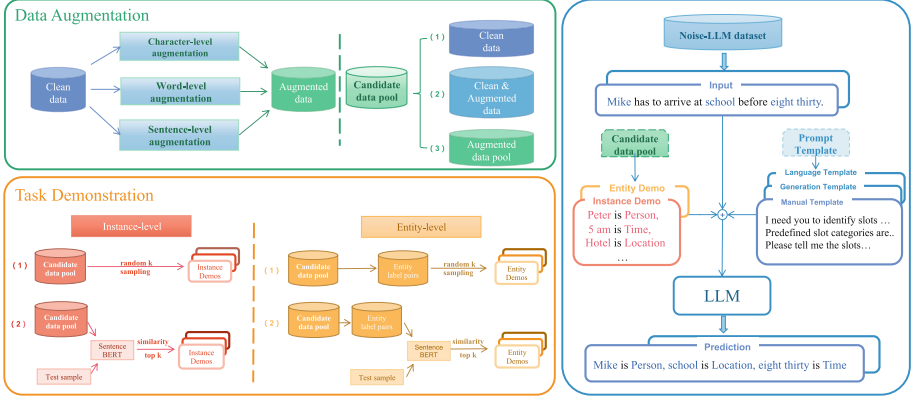 Data Augmentation
Clean
data
Character-level
augmentation
Word-level
augmentation
Sentence-level
augmentation
Augmented
data
Candidate
data pool
(1)
Clean
data
(2)
Clean &
Augmented
data
(3)
Augmented
data pool
Task Demonstration
Instance-level
(1)
Candidate
data pool
random k
sampling
Instance
Demos
(2)
Candidate
data pool
Sentence
BERT
Test sample
similarity
top k
Instance
Demos
Entity-level
(1)
Candidate
data pool
Entity
label pairs
random k
sampling
Entity
Demos
(2)
Candidate
data pool
Entity
label pairs
Sentence
BERT
Test sample
similarity
top k
Entity
Demos
Noise-LLM dataset
Input
Mike has to arrive at school before eight thirty.
Candidate
data pool
Prompt
Template
Entity Demo
Instance Demo
Peter is Person,
5 am is Time,
Hotel is Location
...
Language Template
Generation Template
Manual Template
I need you to identify slots ...
Predefined slot categories are..
Please tell me the slots...
LLM
Prediction
Mike is Person, school is Location, eight thirty is Time